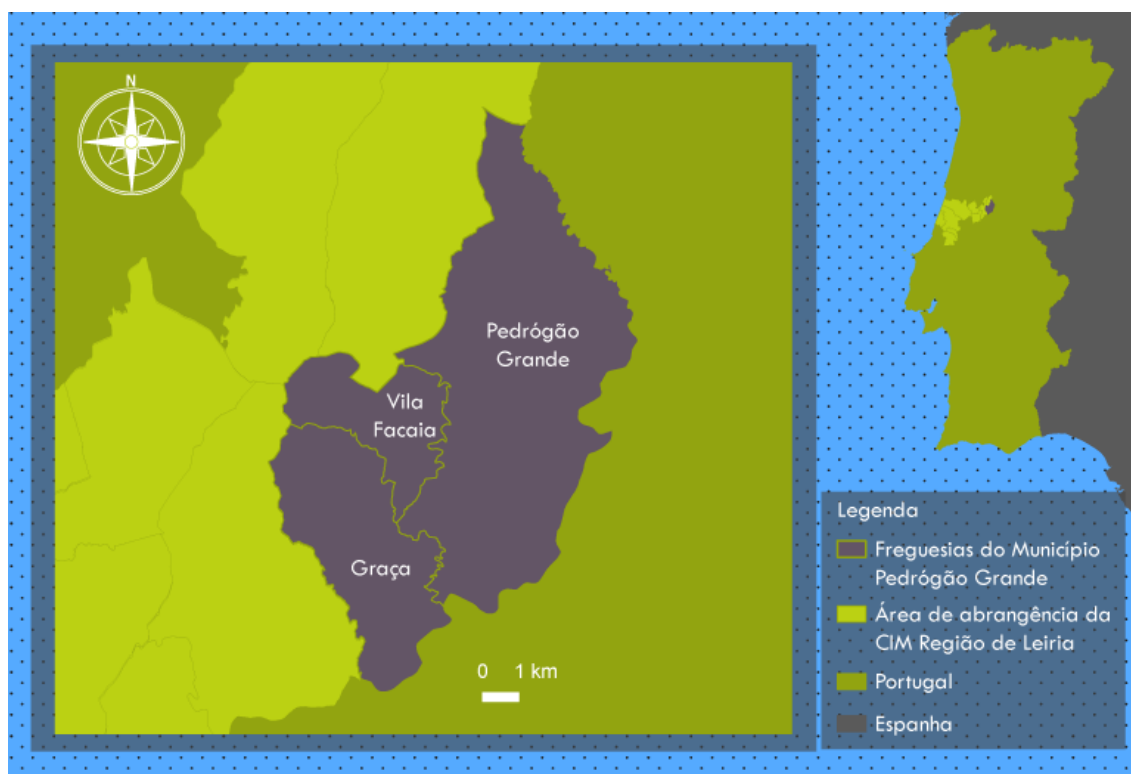 N
Pedrógão
Grande
Vila
Facaia
Graça
0 1 km
Legenda
Freguesias do Município
Pedrógão Grande
Área de abrangência da
CIM Região de Leiria
Portugal
Espanha